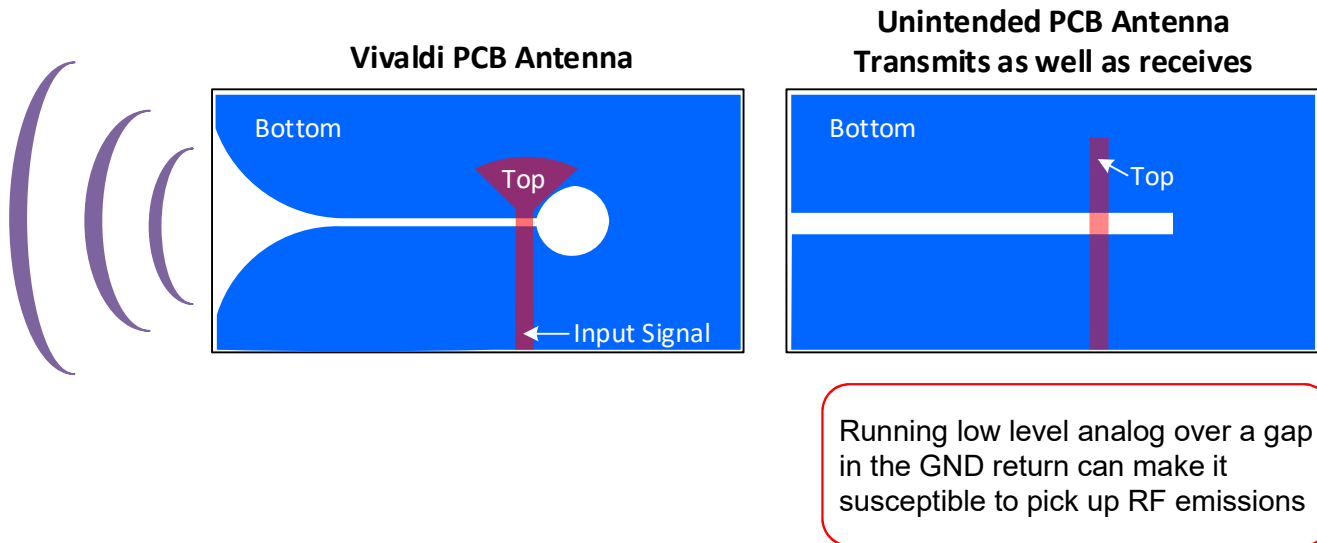 Vivaldi PCB Antenna
Bottom
Top
Input Signal
Unintended PCB Antenna
Transmits as well as receives
Bottom
Top
Running low level analog over a gap
in the GND return can make it
susceptible to pick up RF emissions